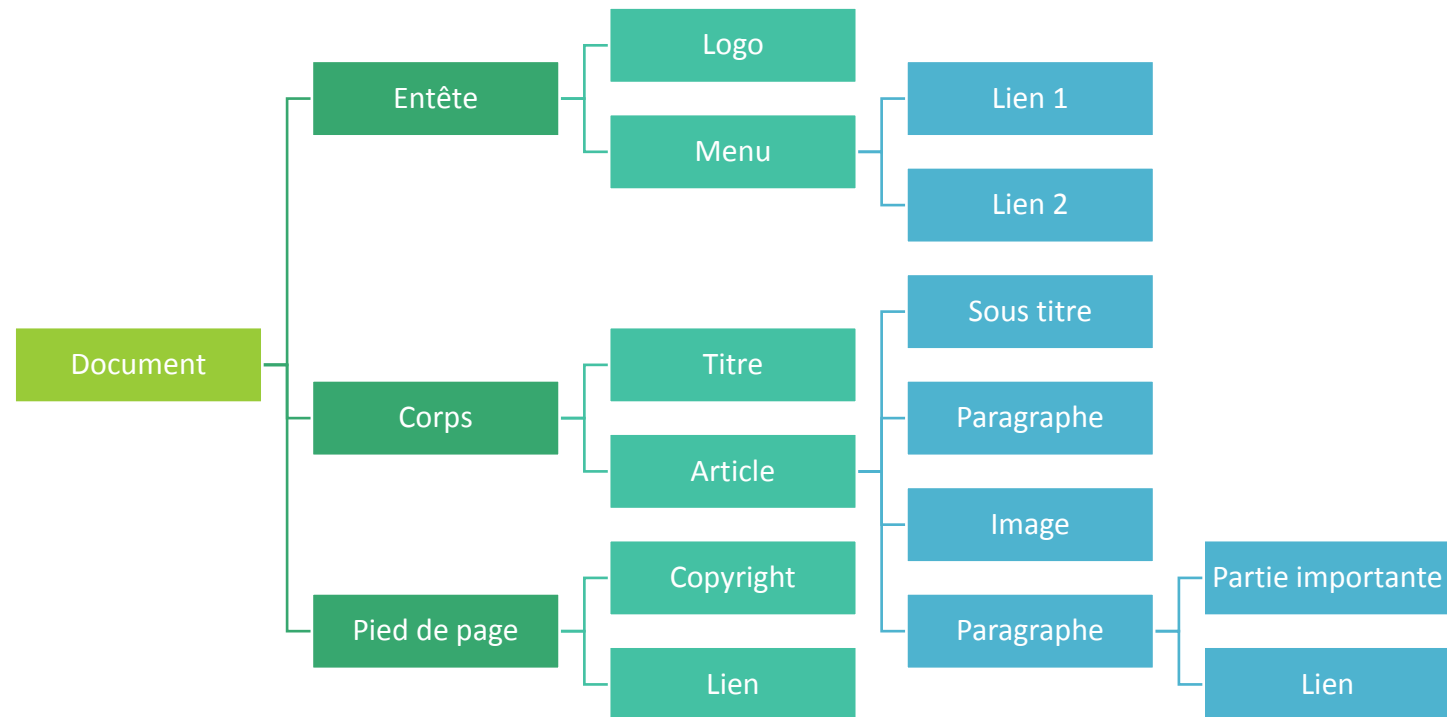 Document
Entête
Logo
Menu
Lien 1
Lien 2
Corps
Titre
Article
Sous titre
Paragraphe
Image
Paragraphe
Partie importante
Lien
Pied de page
Copyright
Lien